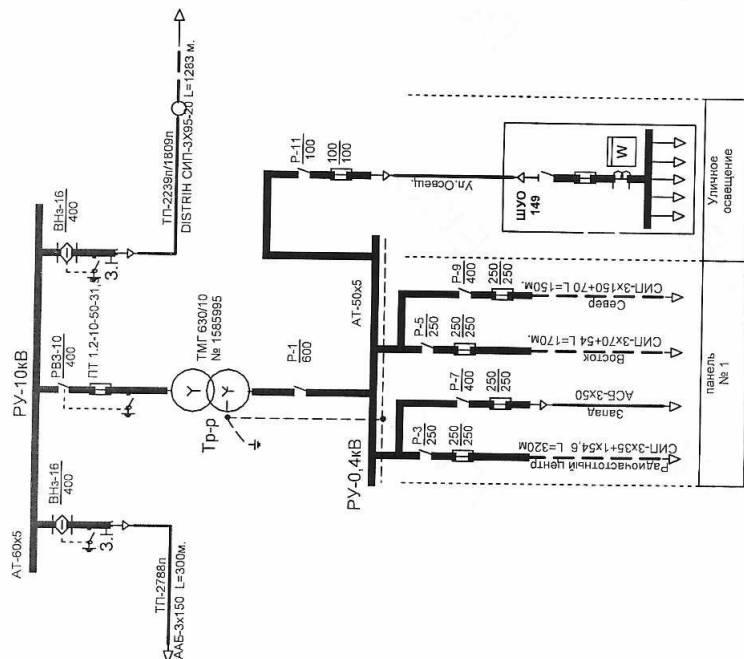 РУ-10кВ
АТ-60х5
ВНз-16
400
З.Н
ТП-2788п
ААБ-3х150 L=300м.
РВЗ-10
400
ПТ 1.2-10-50-31,5
ВНз-16
400
З.Н
ТП-2239п/1809п
DISTRIH СИП-3Х95-20 L=1283 м.
Тр-р
ТМГ 630/10
№ 1585995
Р-1
600
РУ-0,4кВ
АТ-50х5
Р-3
250
250
250
Радиочастотный центр
СИП-3х35+1х54,6 L=320м
Р-7
400
250
250
Запад
АСБ-3х50
Р-5
250
250
250
Восток
СИП-3х70+54 L=170м.
Р-9
400
250
250
Север
СИП-3х150+70 L=150м.
Р-11
100
100
100
Ул.Освещ.
ШУО
149
W
панель
№ 1
Уличное
освещение